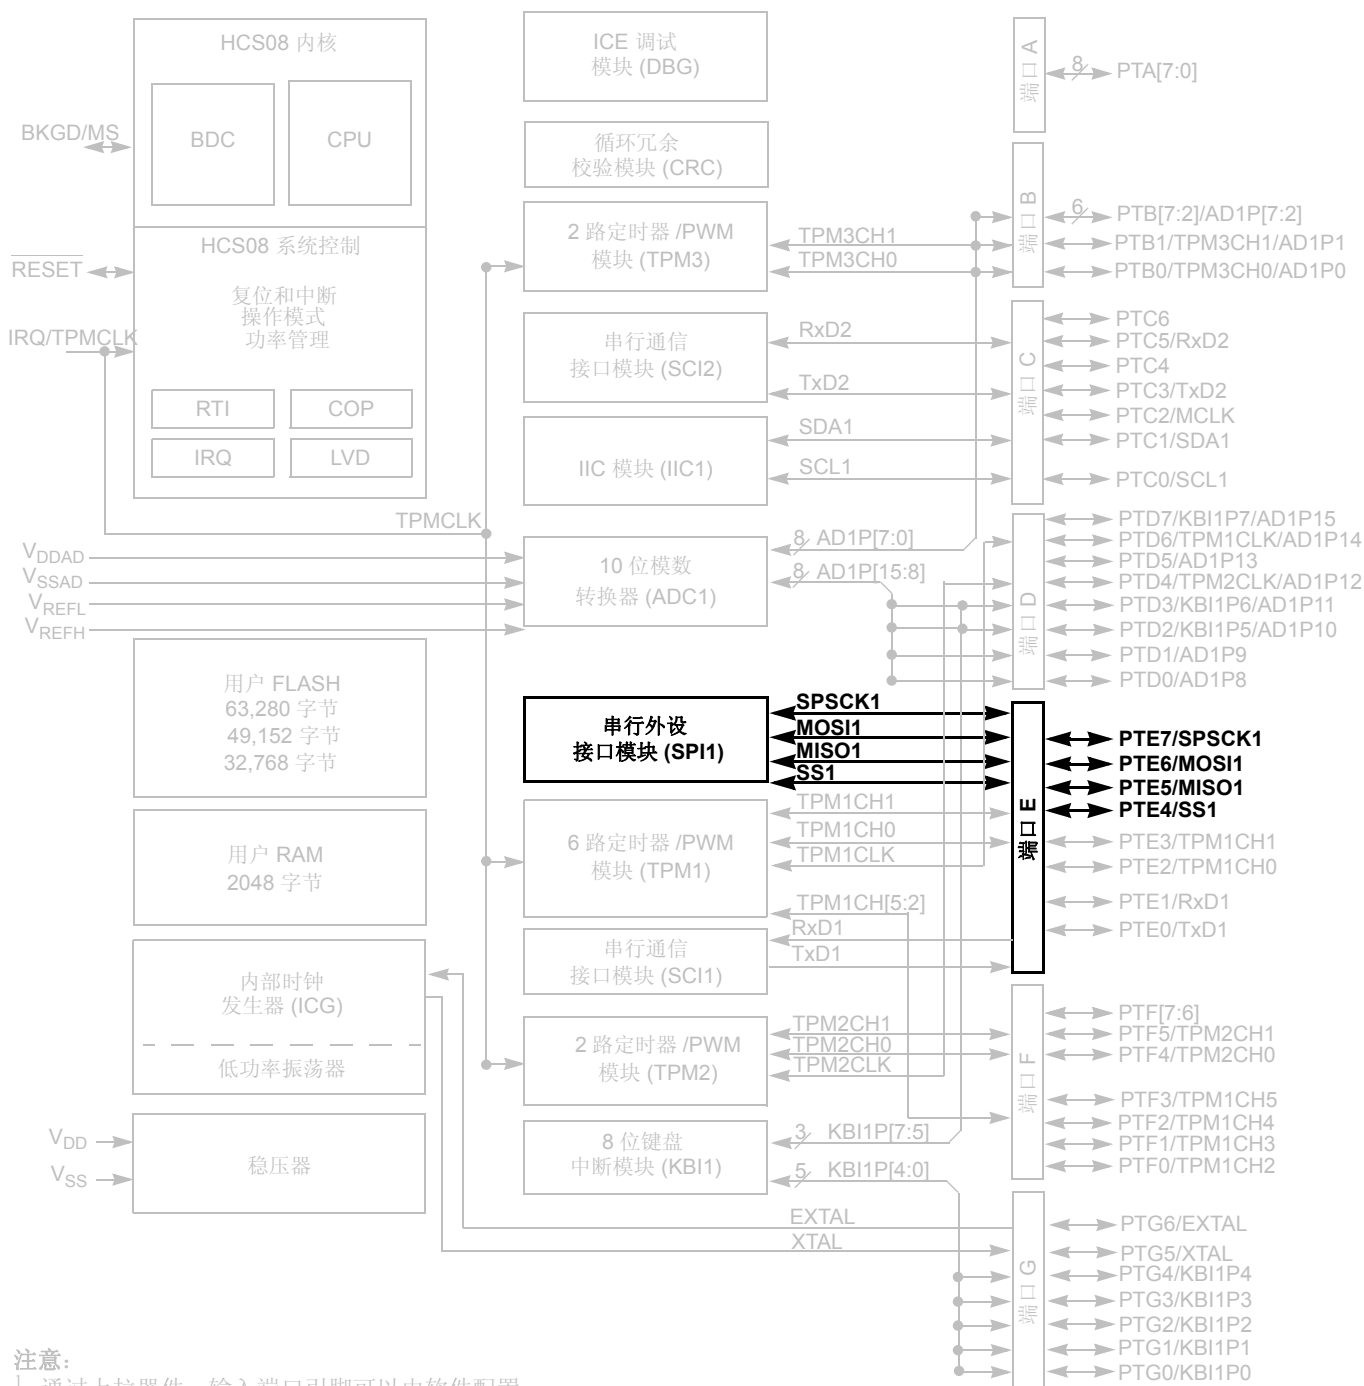 HCS08 内核
BDC
CPU
BKGD/MS
HCS08 系统控制
RESET
复位和中断
操作模式
功率管理
IRQ/TPMCLK
RTI
COP
IRQ
LVD
TPMCLK
VDDAD
VSSAD
VREFL
VREFH
用户 FLASH
63,280 字节
49,152 字节
32,768 字节
用户 RAM
2048 字节
内部时钟
发生器 (ICG)
低功率振荡器
VDD
VSS
稳压器
ICE 调试
模块 (DBG)
循环冗余
校验模块 (CRC)
2 路定时器 /PWM
模块 (TPM3)
TPM3CH1
TPM3CH0
串行通信
接口模块 (SCI2)
RxD2
TxD2
IIC 模块 (IIC1)
SDA1
SCL1
10 位模数
转换器 (ADC1)
8 AD1P[7:0]
8 AD1P[15:8]
串行外设
接口模块 (SPI1)
SPSCK1
MOSI1
MISO1
SS1
6 路定时器 /PWM
模块 (TPM1)
TPM1CH1
TPM1CH0
TPM1CLK
TPM1CH[5:2]
串行通信
接口模块 (SCI1)
RxD1
TxD1
2 路定时器 /PWM
模块 (TPM2)
TPM2CH1
TPM2CH0
TPM2CLK
8 位键盘
中断模块 (KBI1)
3 KBI1P[7:5]
5 KBI1P[4:0]
EXTAL
XTAL
端口 A
8 PTA[7:0]
端口 B
6 PTB[7:2]/AD1P[7:2]
PTB1/TPM3CH1/AD1P1
PTB0/TPM3CH0/AD1P0
端口 C
PTC6
PTC5/RxD2
PTC4
PTC3/TxD2
PTC2/MCLK
PTC1/SDA1
PTC0/SCL1
端口 D
PTD7/KBI1P7/AD1P15
PTD6/TPM1CLK/AD1P14
PTD5/AD1P13
PTD4/TPM2CLK/AD1P12
PTD3/KBI1P6/AD1P11
PTD2/KBI1P5/AD1P10
PTD1/AD1P9
PTD0/AD1P8
端口 E
PTE7/SPSCK1
PTE6/MOSI1
PTE5/MISO1
PTE4/SS1
PTE3/TPM1CH1
PTE2/TPM1CH0
PTE1/RxD1
PTE0/TxD1
端口 F
PTF[7:6]
PTF5/TPM2CH1
PTF4/TPM2CH0
PTF3/TPM1CH5
PTF2/TPM1CH4
PTF1/TPM1CH3
PTF0/TPM1CH2
端口 G
PTG6/EXTAL
PTG5/XTAL
PTG4/KBI1P4
PTG3/KBI1P3
PTG2/KBI1P2
PTG1/KBI1P1
PTG0/KBI1P0
注意：